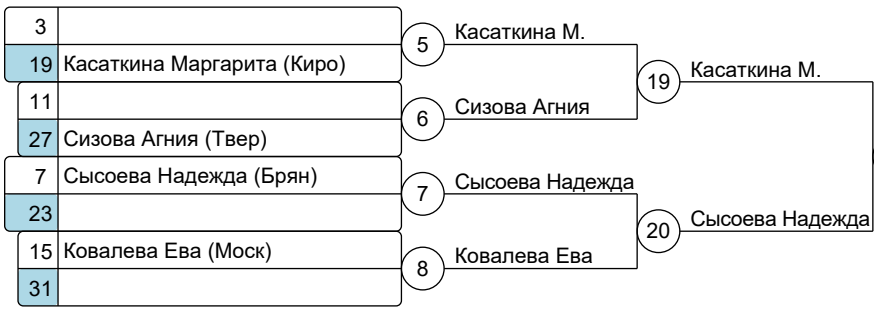 3
19 Касаткина Маргарита (Киро)
11
27 Сизова Агния (Твер)
7 Сысоева Надежда (Брян)
23
15 Ковалева Ева (Моск)
31
5 Касаткина М.
6 Сизова Агния
7 Сысоева Надежда
8 Ковалева Ева
19 Касаткина М.
20 Сысоева Надежда